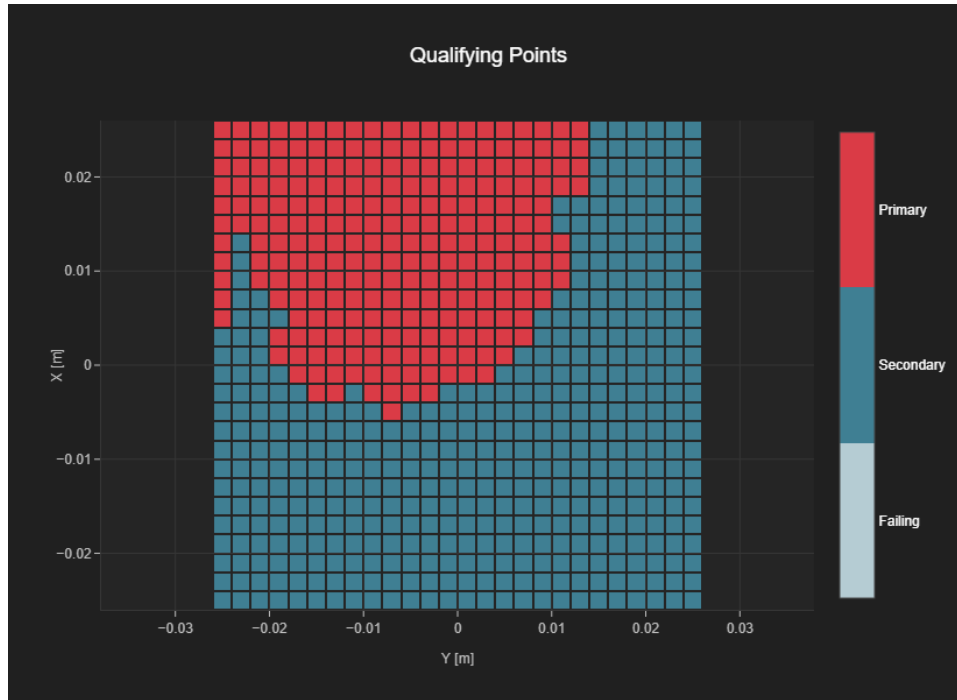 Qualifying Points
0.02
0.01
0
−0.01
−0.02
X [m]
−0.03
−0.02
−0.01
0
0.01
0.02
0.03
Y [m]
Primary
Secondary
Failing